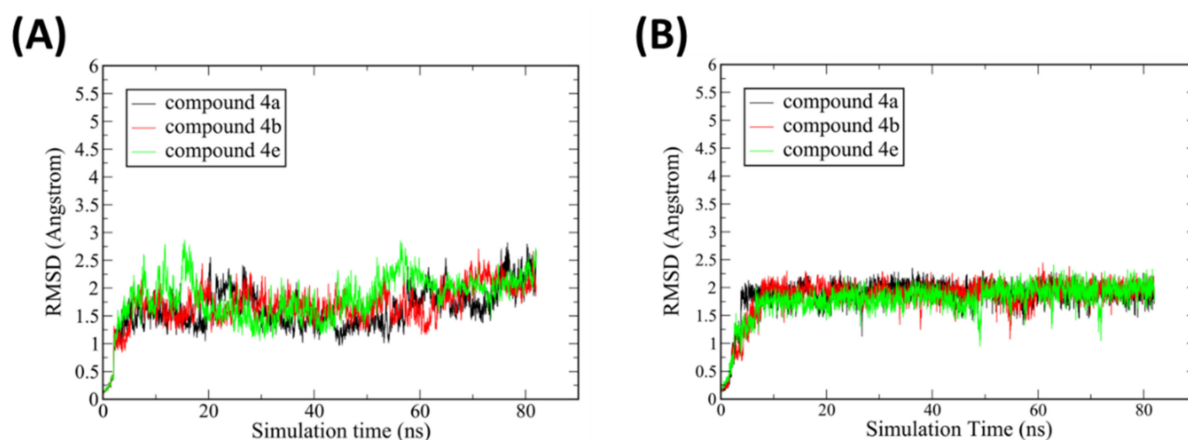 (A)
RMSD (Angstrom)
6
5.5
5
4.5
4
3.5
3
2.5
2
1.5
1
0.5
0
compound 4a
compound 4b
compound 4e
0 20 40 60 80
Simulation time (ns)
(B)
RMSD (Angstrom)
6
5.5
5
4.5
4
3.5
3
2.5
2
1.5
1
0.5
0
compound 4a
compound 4b
compound 4e
0 20 40 60 80
Simulation Time (ns)